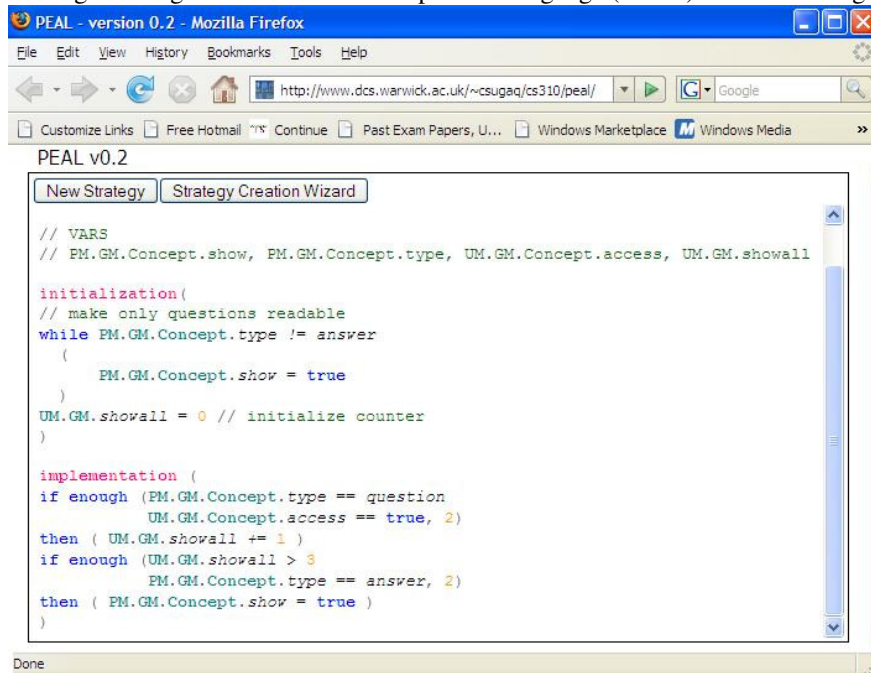 PEAL - version 0.2 - Mozilla Firefox
File Edit View History Bookmarks Tools Help
http://www.dcs.warwick.ac.uk/~csugaq/cs310/peal/ G Google
Customize Links Free Hotmail Continue Past Exam Papers, U... Windows Marketplace Windows Media »
PEAL v0.2
New Strategy Strategy Creation Wizard
// VARS
// PM.GM.Concept.show, PM.GM.Concept.type, UM.GM.Concept.access, UM.GM.showall
initialization(
// make only questions readable
while PM.GM.Concept.type != answer
(
PM.GM.Concept.show = true
)
UM.GM.showall = 0 // initialize counter
)
implementation (
if enough (PM.GM.Concept.type == question
UM.GM.Concept.access == true, 2)
then ( UM.GM.showall += 1 )
if enough (UM.GM.showall > 3
PM.GM.Concept.type == answer, 2)
then ( PM.GM.Concept.show = true )
)
Done